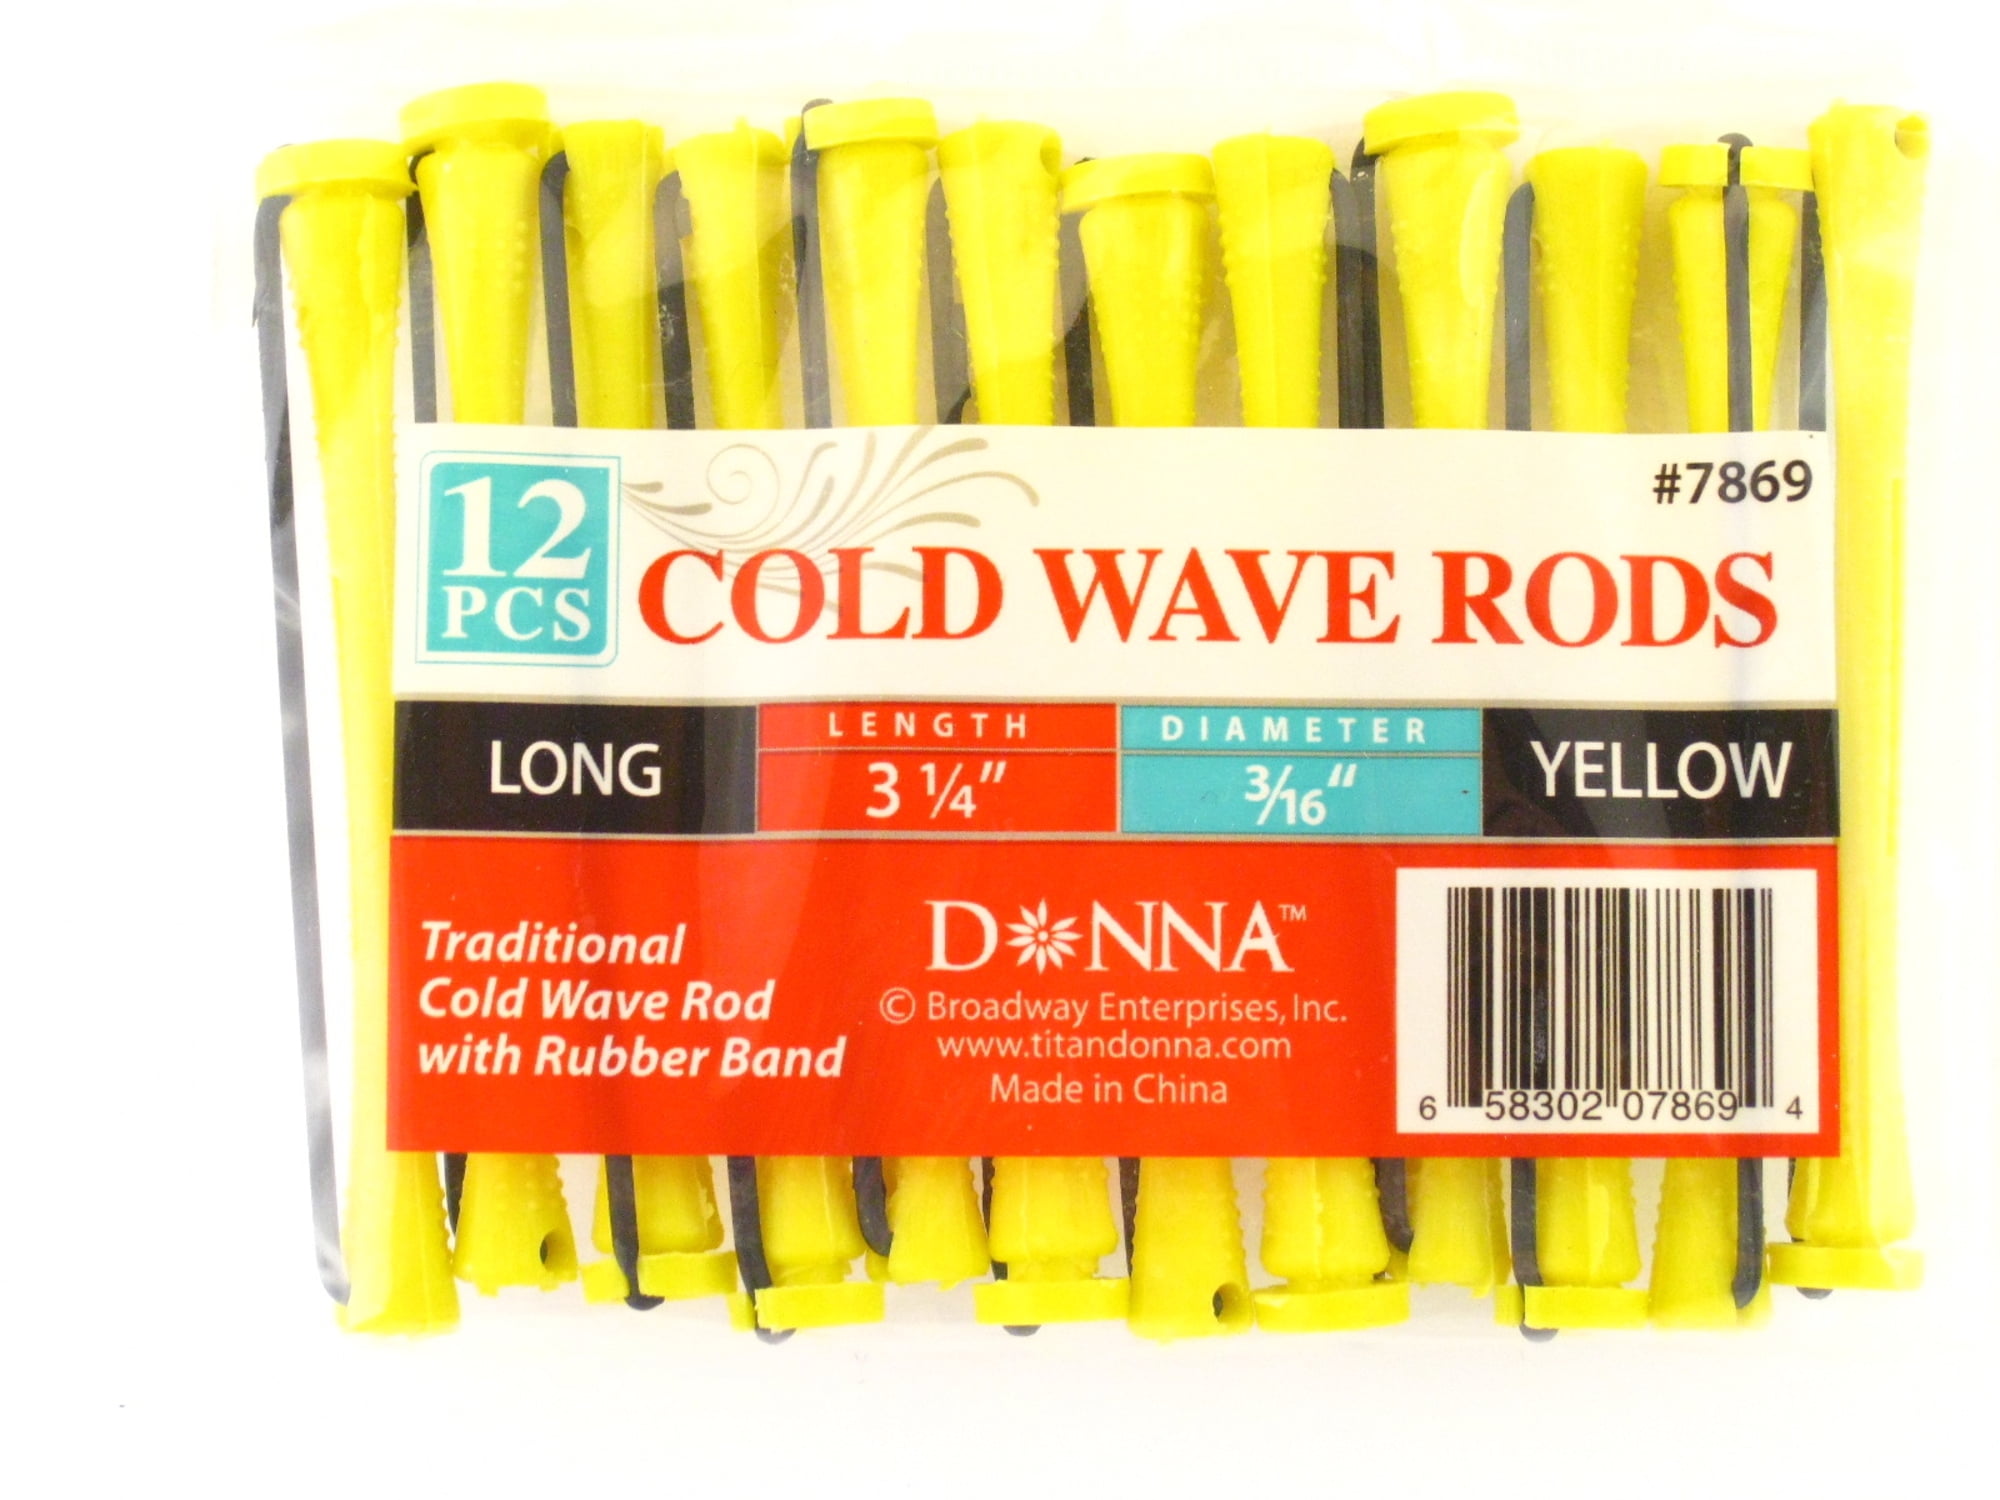 12
PCS
#7869
COLD WAVE RODS
LONG
LENGTH
3 ¼"
DIAMETER
3/16"
YELLOW
Traditional
Cold Wave Rod
with Rubber Band
DONNA™
© Broadway Enterprises, Inc.
www.titandonna.com
Made in China
6 58302 07869 4